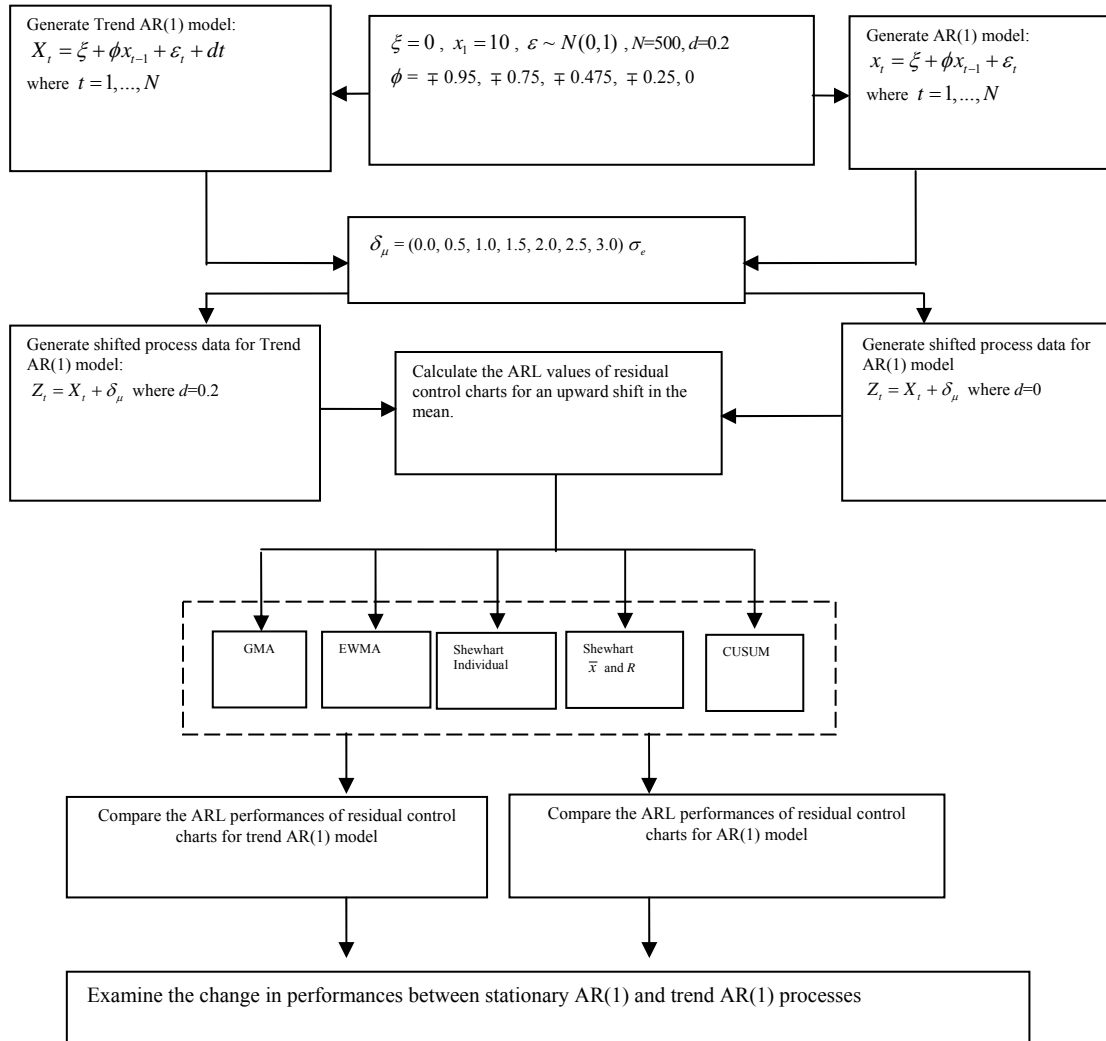 Generate Trend AR(1) model:
X_t = ξ + φx_{t−1} + ε_t + dt
where t = 1,...,N
ξ = 0 , x_1 = 10 , ε ~ N(0,1) , N=500, d=0.2
φ = ∓ 0.95, ∓ 0.75, ∓ 0.475, ∓ 0.25, 0
Generate AR(1) model:
x_t = ξ + φx_{t−1} + ε_t
where t = 1,...,N
δ_μ = (0.0, 0.5, 1.0, 1.5, 2.0, 2.5, 3.0) σ_e
Generate shifted process data for Trend
AR(1) model:
Z_t = X_t + δ_μ where d=0.2
Calculate the ARL values of residual
control charts for an upward shift in the
mean.
Generate shifted process data for
AR(1) model
Z_t = X_t + δ_μ where d=0
GMA
EWMA
Shewhart
Individual
Shewhart
x̄ and R
CUSUM
Compare the ARL performances of residual control
charts for trend AR(1) model
Compare the ARL performances of residual control
charts for AR(1) model
Examine the change in performances between stationary AR(1) and trend AR(1) processes